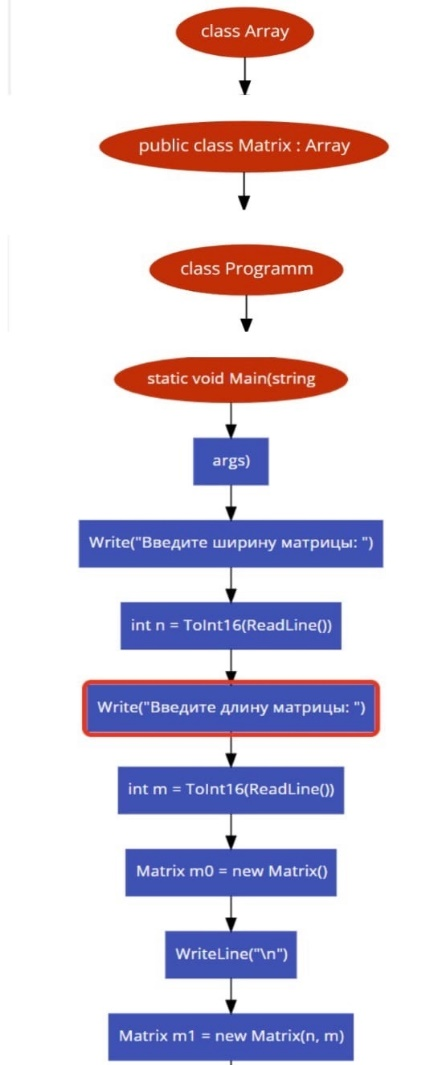 class Array
public class Matrix : Array
class Programm
static void Main(string
args)
Write("Введите ширину матрицы: ")
int n = ToInt16(ReadLine())
Write("Введите длину матрицы: ")
int m = ToInt16(ReadLine())
Matrix m0 = new Matrix()
WriteLine("\n")
Matrix m1 = new Matrix(n, m)